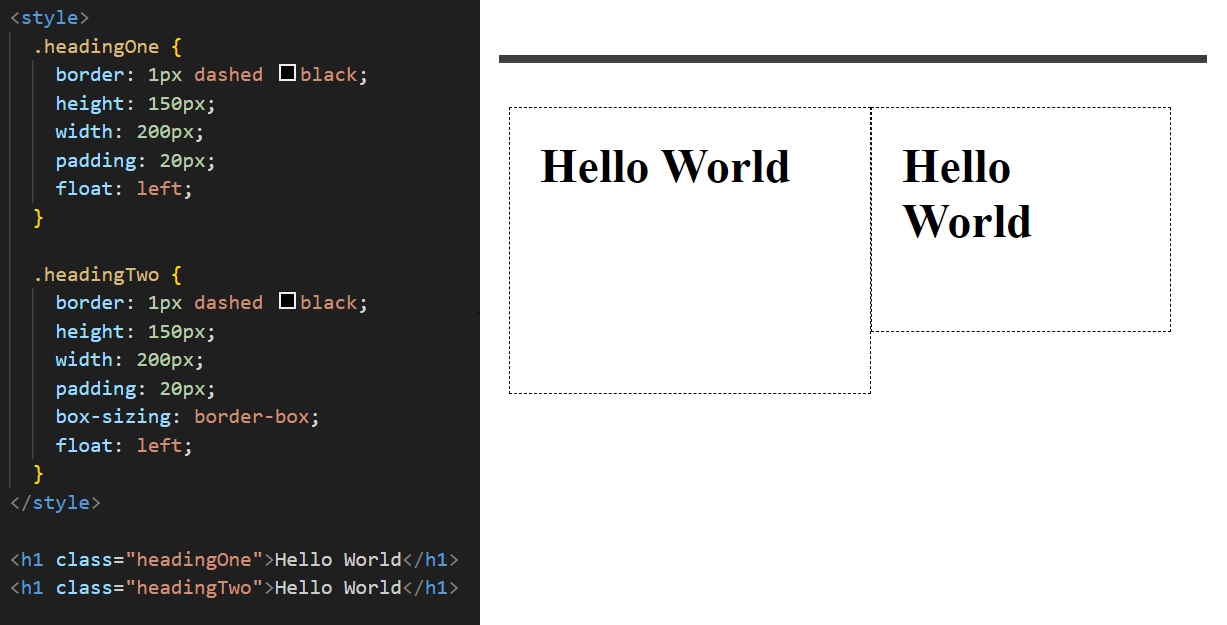 <style>
.headingOne {
border: 1px dashed black;
height: 150px;
width: 200px;
padding: 20px;
float: left;
}
.headingTwo {
border: 1px dashed black;
height: 150px;
width: 200px;
padding: 20px;
box-sizing: border-box;
float: left;
}
</style>
<h1 class="headingOne">Hello World</h1>
<h1 class="headingTwo">Hello World</h1>
Hello World
Hello
World